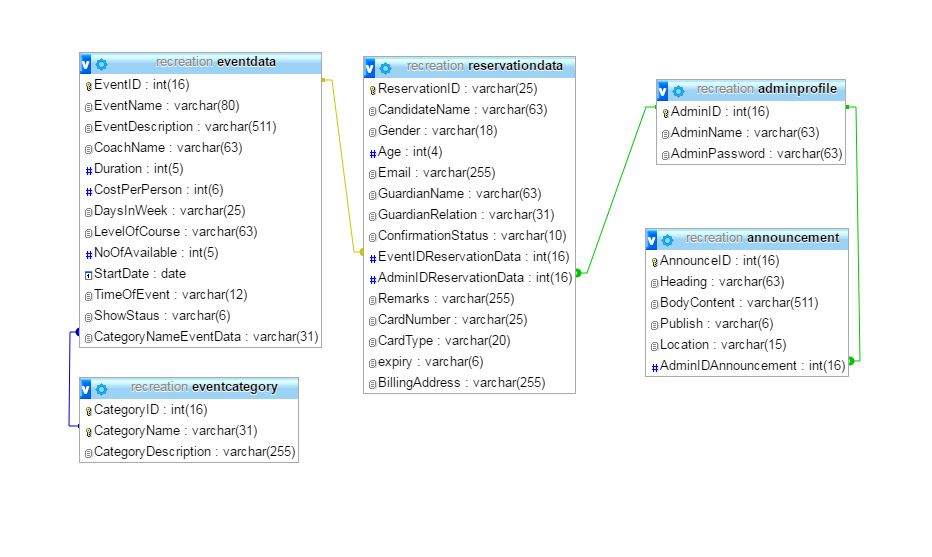 recreation eventdata
EventID : int(16)
EventName : varchar(80)
EventDescription : varchar(511)
CoachName : varchar(63)
Duration : int(5)
CostPerPerson : int(6)
DaysInWeek : varchar(25)
LevelOfCourse : varchar(63)
NoOfAvailable : int(5)
StartDate : date
TimeOfEvent : varchar(12)
ShowStaus : varchar(6)
CategoryNameEventData : varchar(31)
recreation eventcategory
CategoryID : int(16)
CategoryName : varchar(31)
CategoryDescription : varchar(255)
recreation reservationdata
ReservationID : varchar(25)
CandidateName : varchar(63)
Gender : varchar(18)
Age : int(4)
Email : varchar(255)
GuardianName : varchar(63)
GuardianRelation : varchar(31)
ConfirmationStatus : varchar(10)
EventIDReservationData : int(16)
AdminIDReservationData : int(16)
Remarks : varchar(255)
CardNumber : varchar(25)
CardType : varchar(20)
expiry : varchar(6)
BillingAddress : varchar(255)
recreation adminprofile
AdminID : int(16)
AdminName : varchar(63)
AdminPassword : varchar(63)
recreation announcement
AnnounceID : int(16)
Heading : varchar(63)
BodyContent : varchar(511)
Publish : varchar(6)
Location : varchar(15)
AdminIDAnnouncement : int(16)